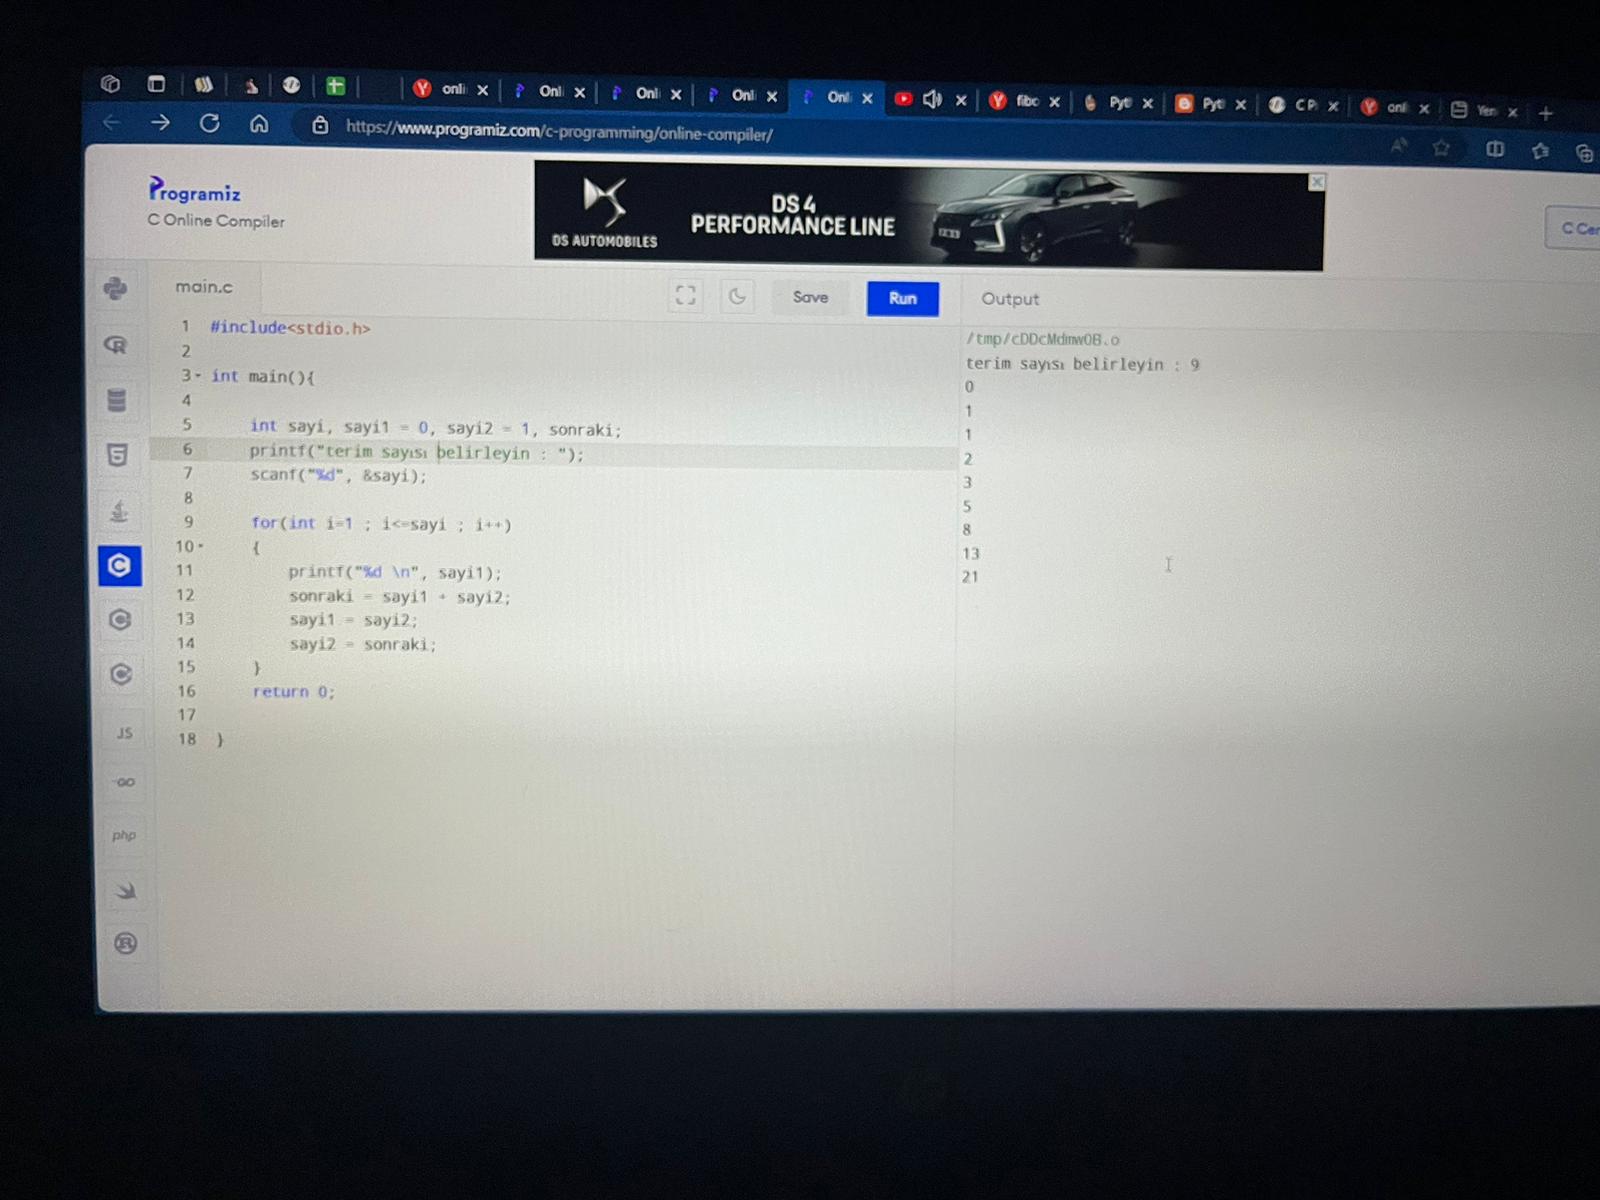 onli
Onl
Onl
Onl
Onl
fibc
Pyt
Pyt
C P
onl
Yen
https://www.programiz.com/c-programming/online-compiler/
Programiz
C Online Compiler
DS AUTOMOBILES
DS 4
PERFORMANCE LINE
C Cer
main.c
Save
Run
Output
1 #include<stdio.h>
2
3 int main(){
4
5 int sayi, sayi1 = 0, sayi2 = 1, sonraki;
6 printf("terim sayısı belirleyin : ");
7 scanf("%d", &sayi);
8
9 for(int i=1 ; i<=sayi ; i++)
10 {
11 printf("%d \n", sayi1);
12 sonraki = sayi1 + sayi2;
13 sayi1 = sayi2;
14 sayi2 = sonraki;
15 }
16 return 0;
17
18 }
/tmp/cDDcMdmwOB.o
terim sayısı belirleyin : 9
0
1
1
2
3
5
8
13
21
JS
GO
php